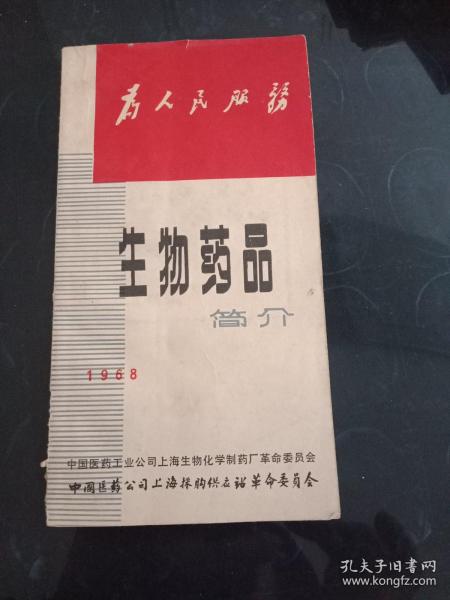 为人民服務
生物药品
简介
1968
中国医药工业公司上海生物化学制药厂革命委员会
中国医药公司上海採购供应站革命委员会
孔夫子旧书网
www.kongfz.com